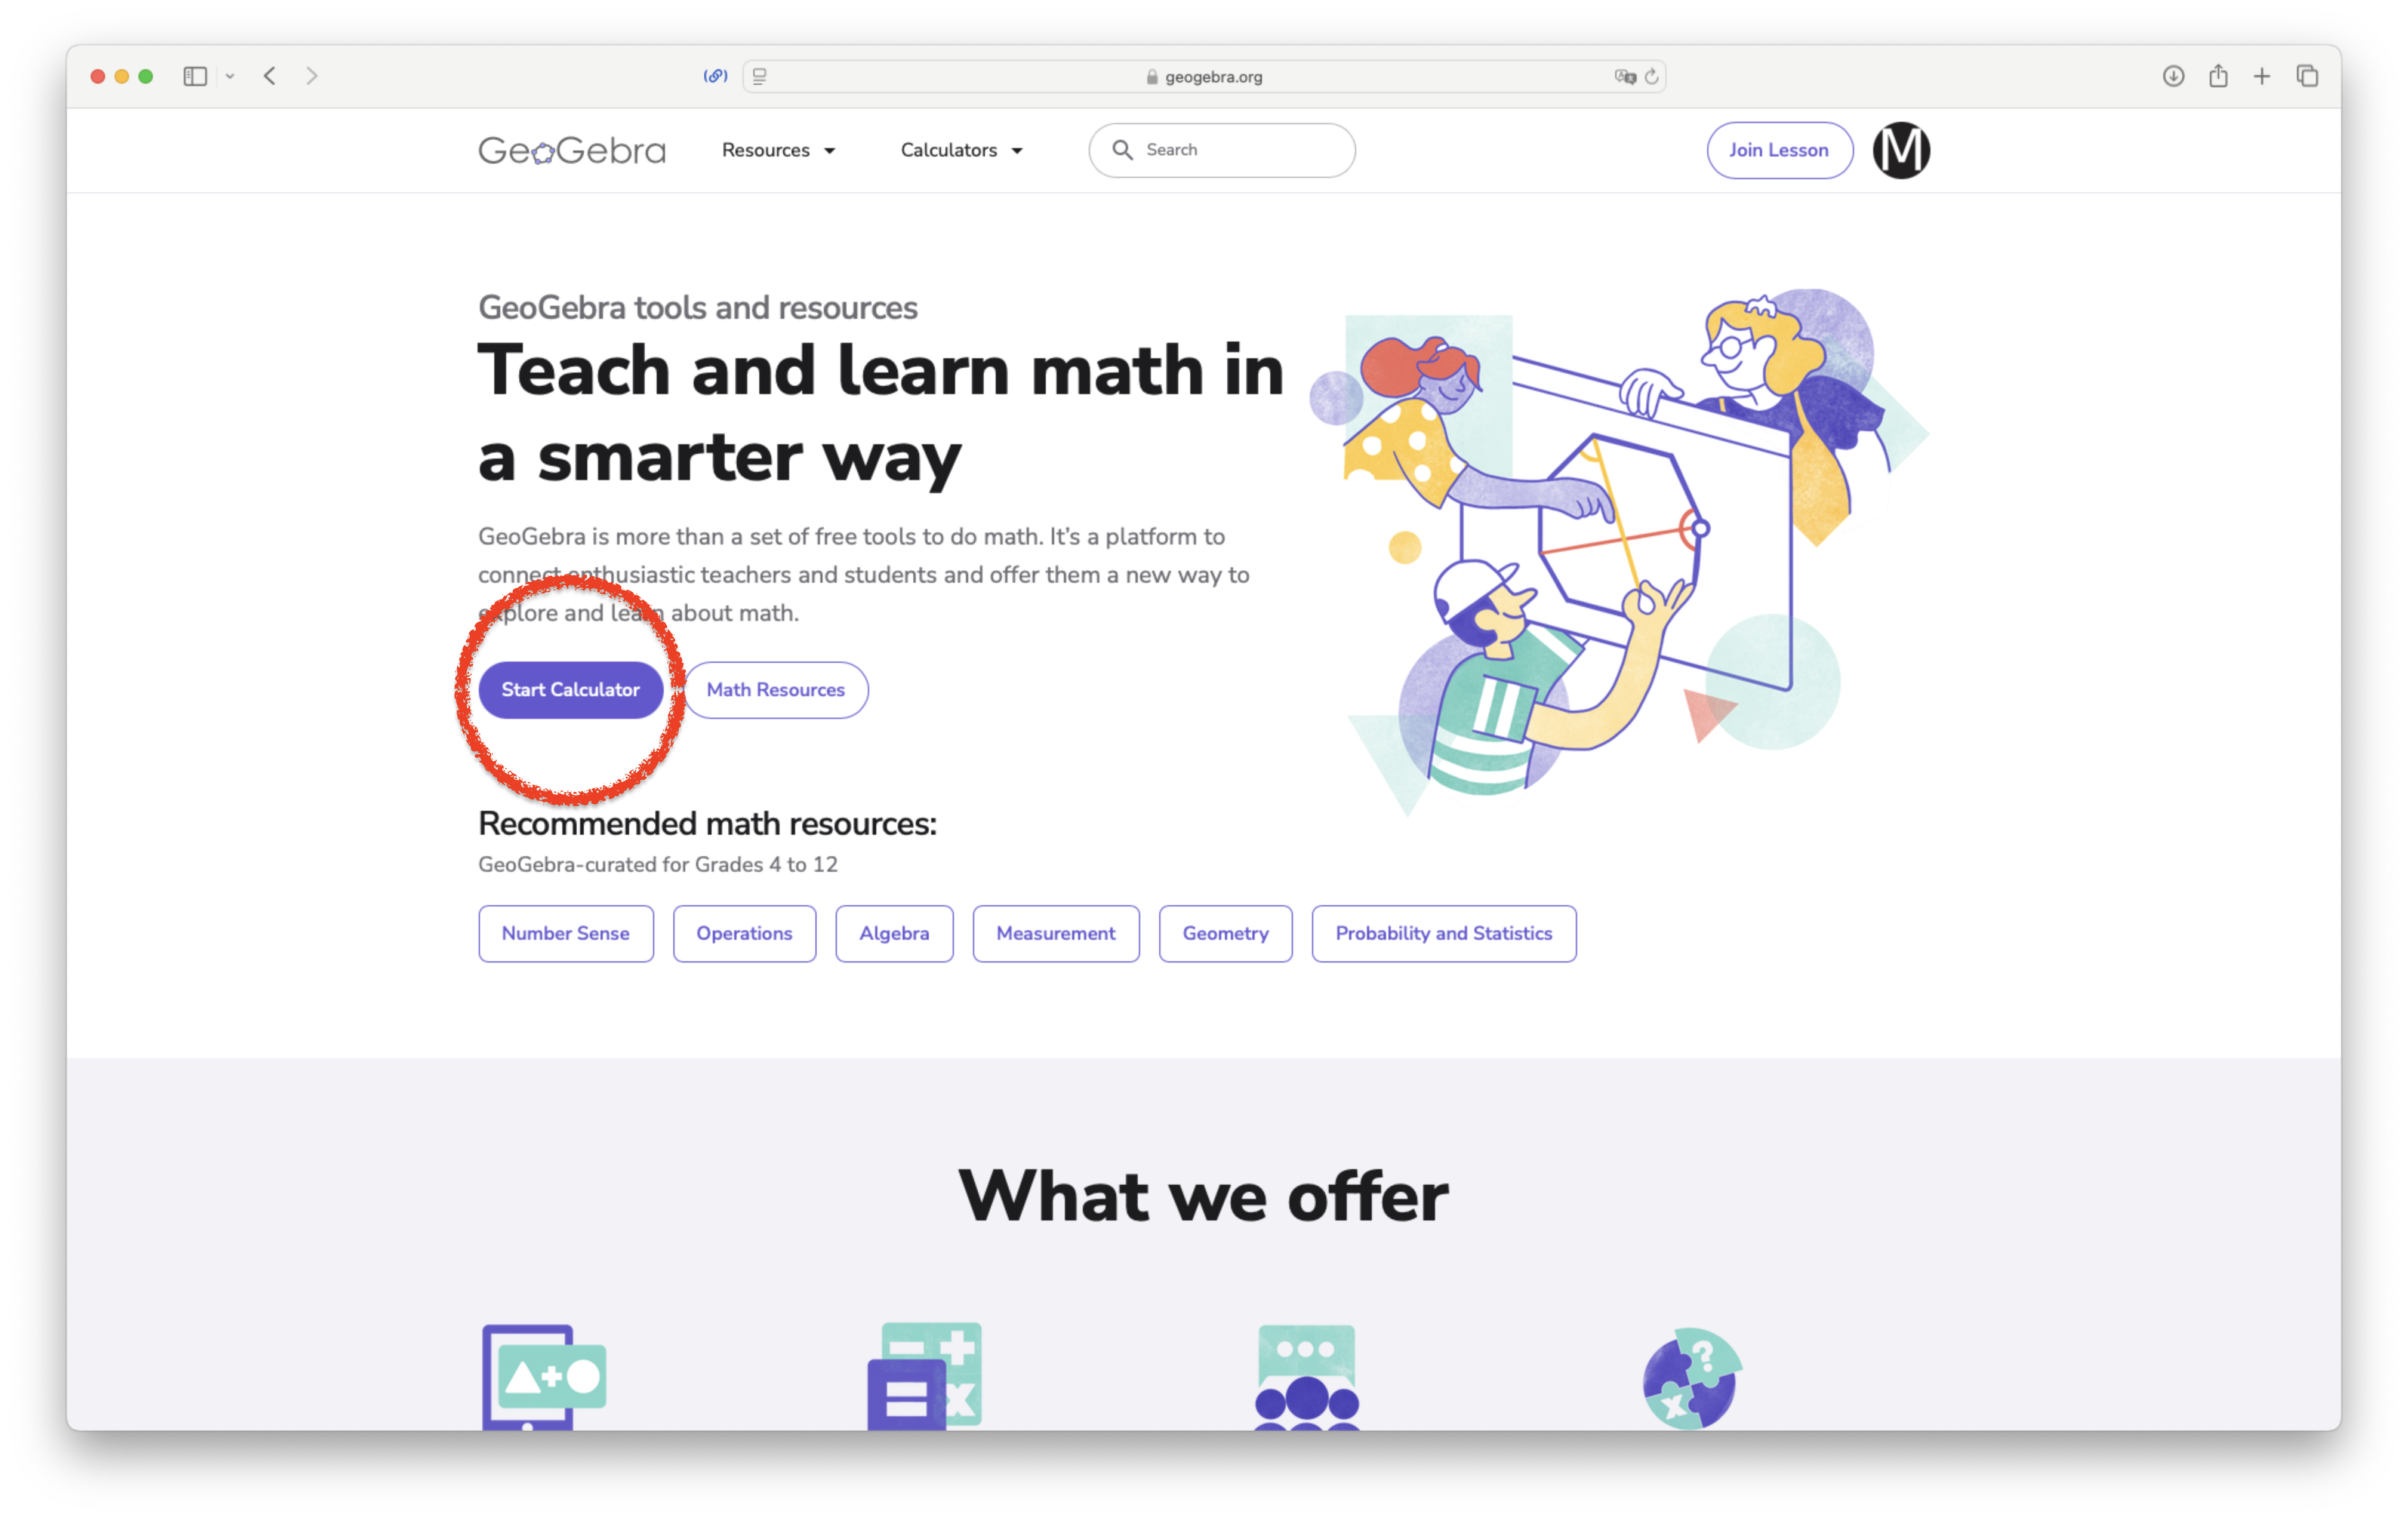 geogebra.org
GeoGebra
Resources
Calculators
Search
Join Lesson
M
GeoGebra tools and resources
Teach and learn math in
a smarter way
GeoGebra is more than a set of free tools to do math. It's a platform to
connect enthusiastic teachers and students and offer them a new way to
explore and learn about math.
Start Calculator
Math Resources
Recommended math resources:
GeoGebra-curated for Grades 4 to 12
Number Sense
Operations
Algebra
Measurement
Geometry
Probability and Statistics
What we offer